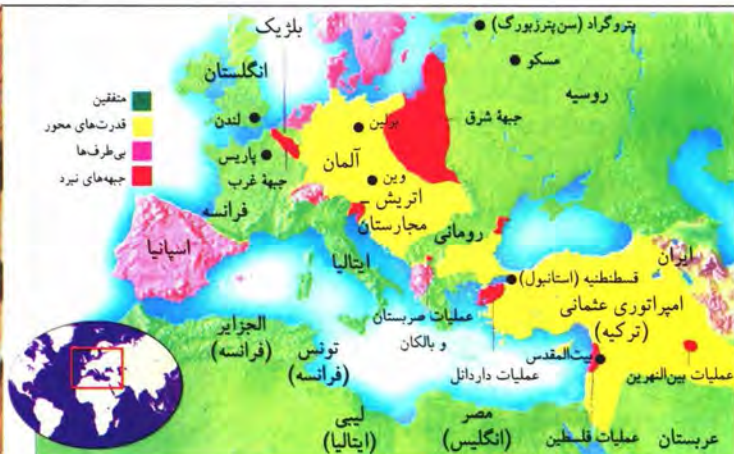 متفقین
قدرت‌های محور
بی‌طرف‌ها
جبهه‌های نبرد
پتروگراد (سن‌پترزبورگ)
مسکو
روسیه
جبهۀ شرق
بلژیک
انگلستان
لندن
پاریس
جبهۀ غرب
فرانسه
برلین
آلمان
وین
اتریش
مجارستان
اسپانیا
ایتالیا
رومانی
ایران
قسطنطنیه (استانبول)
امپراتوری عثمانی
(ترکیه)
عملیات صربستان
و بالکان
عملیات داردانل
بیت‌المقدس
عملیات بین‌النهرین
الجزایر
(فرانسه)
تونس
(فرانسه)
لیبی
(ایتالیا)
مصر
(انگلیس)
عملیات فلسطین
عربستان